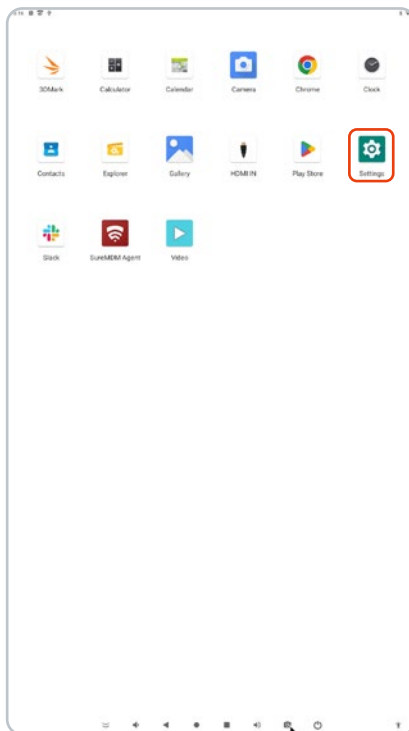 3DMark Calculator Calendar Camera Chrome Clock
Contacts Explorer Gallery HDMI IN Play Store Settings
Slack SureMDM Agent Video